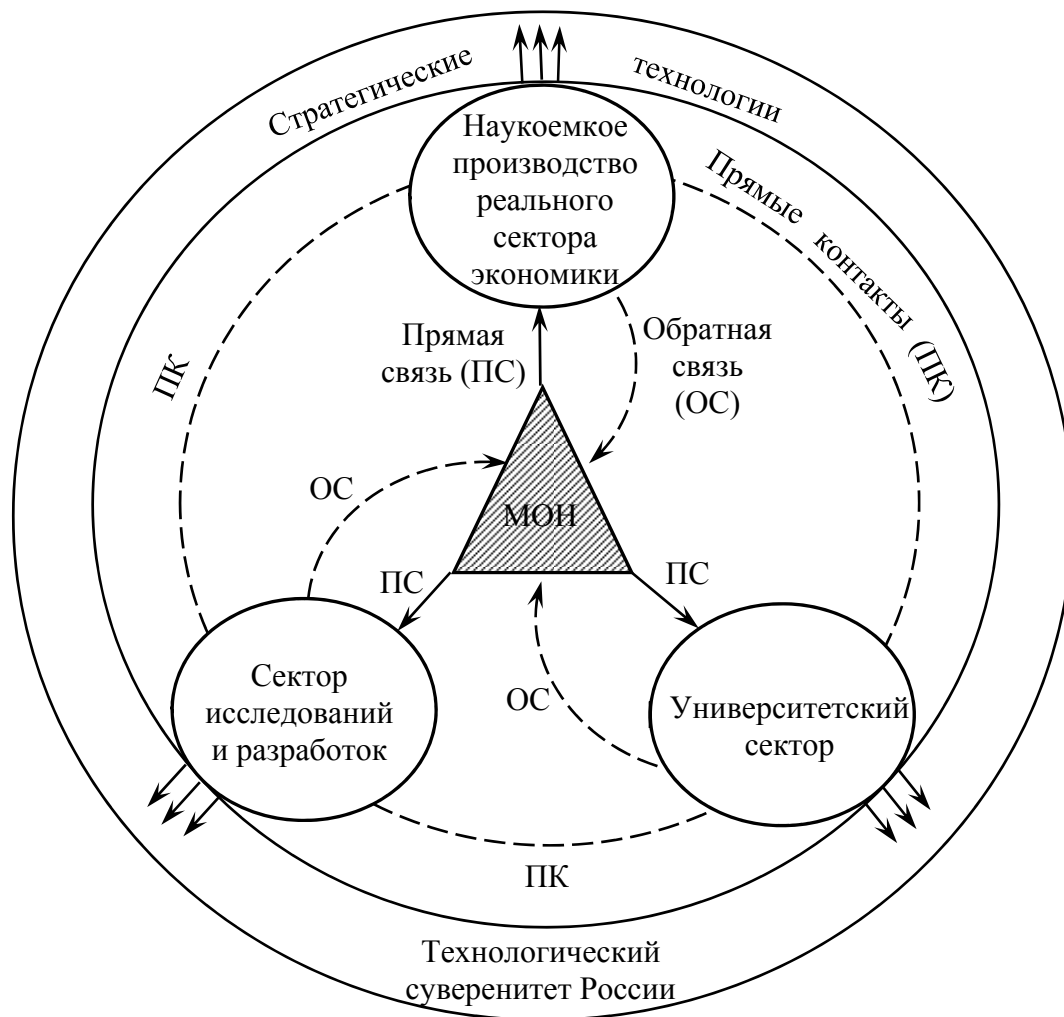 Стратегические технологии
Наукоемкое
производство
реального
сектора
экономики
Прямые контакты (ПК)
ПК
Прямая
связь (ПС)
Обратная
связь
(ОС)
ОС
МОН
ПС
ПС
Сектор
исследований
и разработок
ОС
Университетский
сектор
ПК
Технологический
суверенитет России